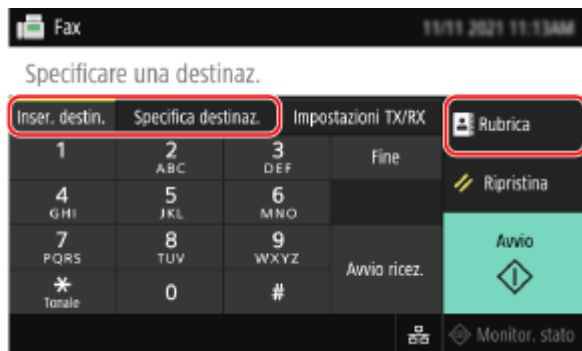 Fax 11/11 2021 11:13AM
Specificare una destinaz.
Inser. destin. Specifica destinaz. Impostazioni TX/RX Rubrica
1 2 ABC 3 DEF Fine
Ripristina
4 GHI 5 JKL 6 MNO
7 PQRS 8 TUV 9 WXYZ Avvio ricez. Avvio
* Tonale 0 #
Monitor. stato